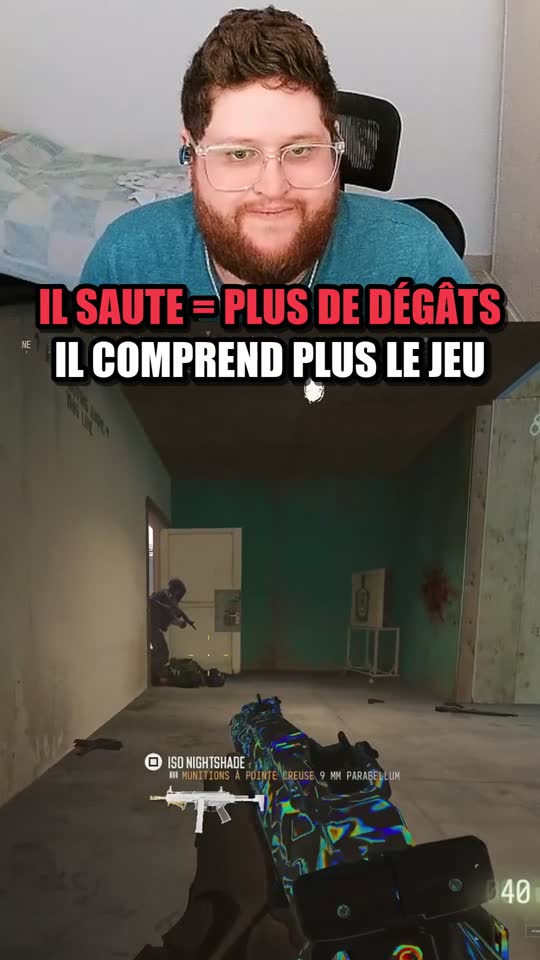 IL SAUTE = PLUS DE DÉGÂTS
IL COMPREND PLUS LE JEU
NE
ISO NIGHTSHADE
MUNITIONS À POINTE CREUSE 9 MM PARABELLUM
40